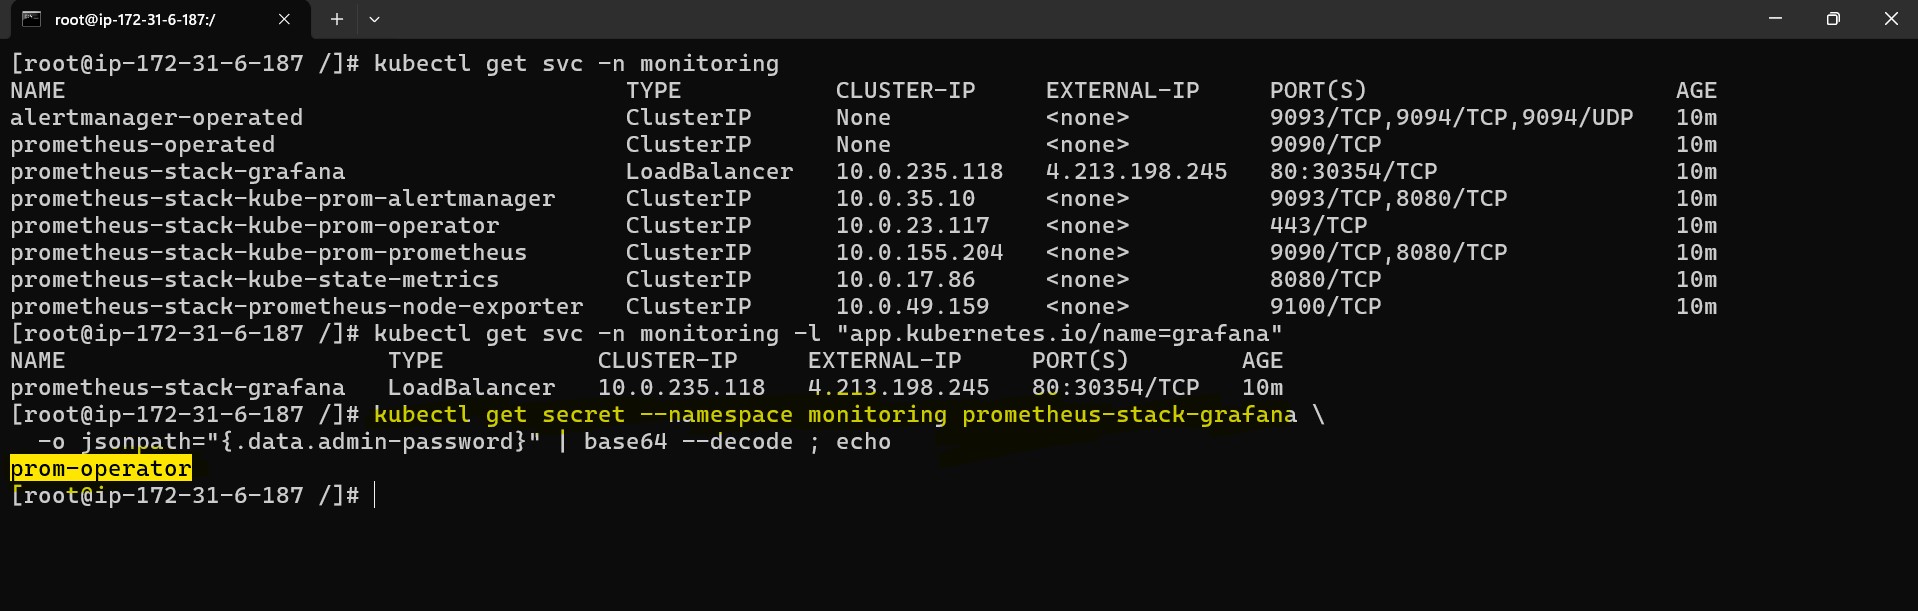 root@ip-172-31-6-187:/
[root@ip-172-31-6-187 /]# kubectl get svc -n monitoring
NAME TYPE CLUSTER-IP EXTERNAL-IP PORT(S) AGE
alertmanager-operated ClusterIP None <none> 9093/TCP,9094/TCP,9094/UDP 10m
prometheus-operated ClusterIP None <none> 9090/TCP 10m
prometheus-stack-grafana LoadBalancer 10.0.235.118 4.213.198.245 80:30354/TCP 10m
prometheus-stack-kube-prom-alertmanager ClusterIP 10.0.35.10 <none> 9093/TCP,8080/TCP 10m
prometheus-stack-kube-prom-operator ClusterIP 10.0.23.117 <none> 443/TCP 10m
prometheus-stack-kube-prom-prometheus ClusterIP 10.0.155.204 <none> 9090/TCP,8080/TCP 10m
prometheus-stack-kube-state-metrics ClusterIP 10.0.17.86 <none> 8080/TCP 10m
prometheus-stack-prometheus-node-exporter ClusterIP 10.0.49.159 <none> 9100/TCP 10m
[root@ip-172-31-6-187 /]# kubectl get svc -n monitoring -l "app.kubernetes.io/name=grafana"
NAME TYPE CLUSTER-IP EXTERNAL-IP PORT(S) AGE
prometheus-stack-grafana LoadBalancer 10.0.235.118 4.213.198.245 80:30354/TCP 10m
[root@ip-172-31-6-187 /]# kubectl get secret --namespace monitoring prometheus-stack-grafana \
-o jsonpath="{.data.admin-password}" | base64 --decode ; echo
prom-operator
[root@ip-172-31-6-187 /]#